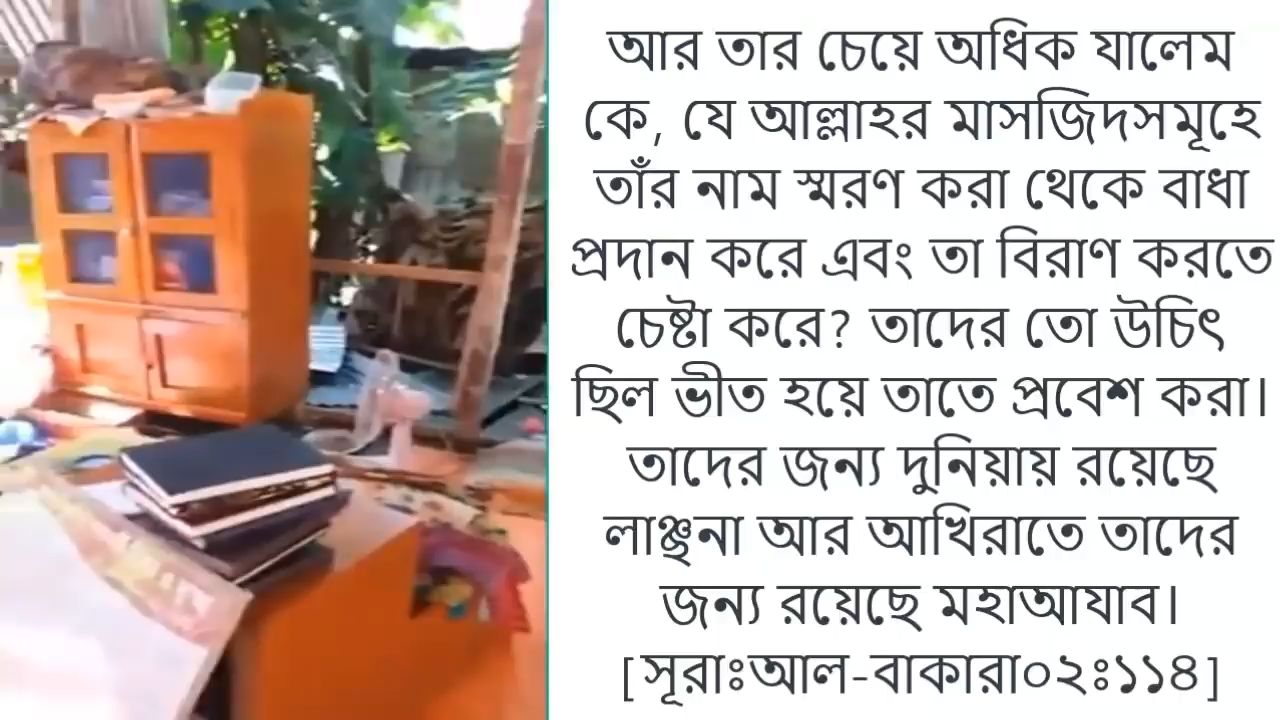 আর তার চেয়ে অধিক যালেম
কে, যে আল্লাহর মাসজিদসমূহে
তাঁর নাম স্মরণ করা থেকে বাধা
প্রদান করে এবং তা বিরাণ করতে
চেষ্টা করে? তাদের তো উচিৎ
ছিল ভীত হয়ে তাতে প্রবেশ করা।
তাদের জন্য দুনিয়ায় রয়েছে
লাঞ্ছনা আর আখিরাতে তাদের
জন্য রয়েছে মহাআযাব।
[সূরাঃআল-বাকারা০২ঃ১১৪]